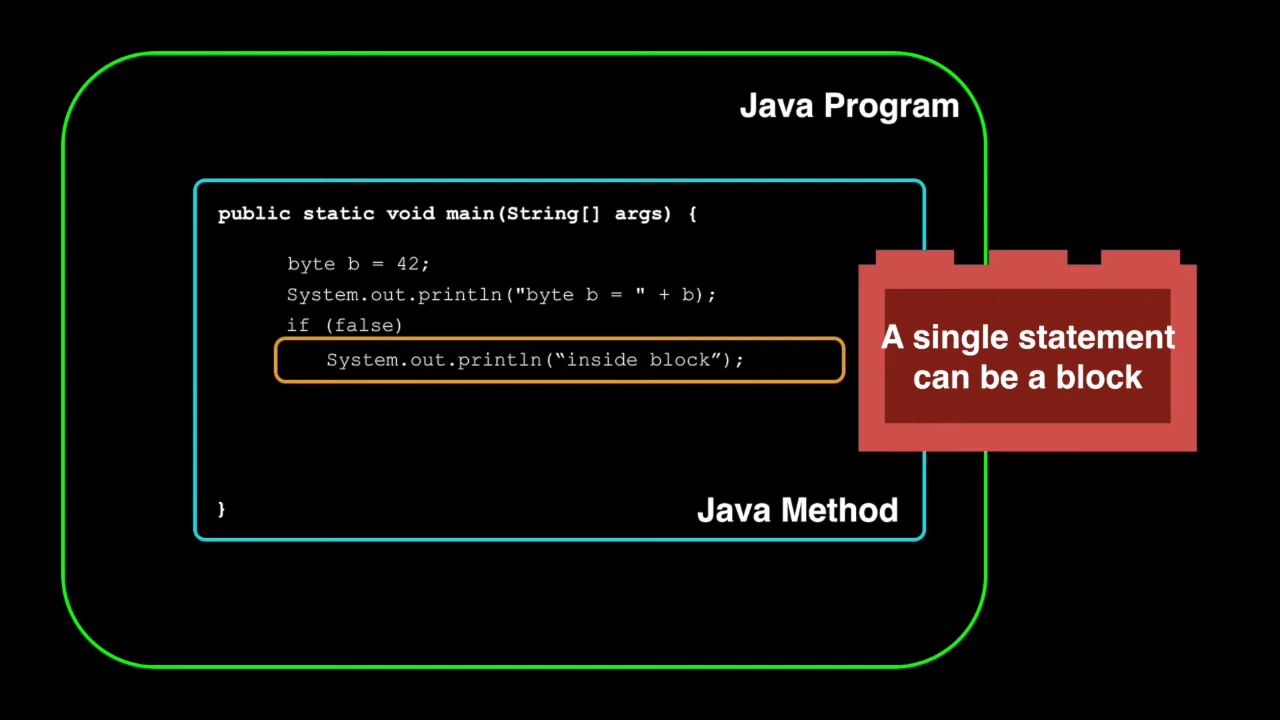 Java Program
public static void main(String[] args) {
byte b = 42;
System.out.println("byte b = " + b);
if (false)
System.out.println(“inside block”);
A single statement
can be a block
}
Java Method